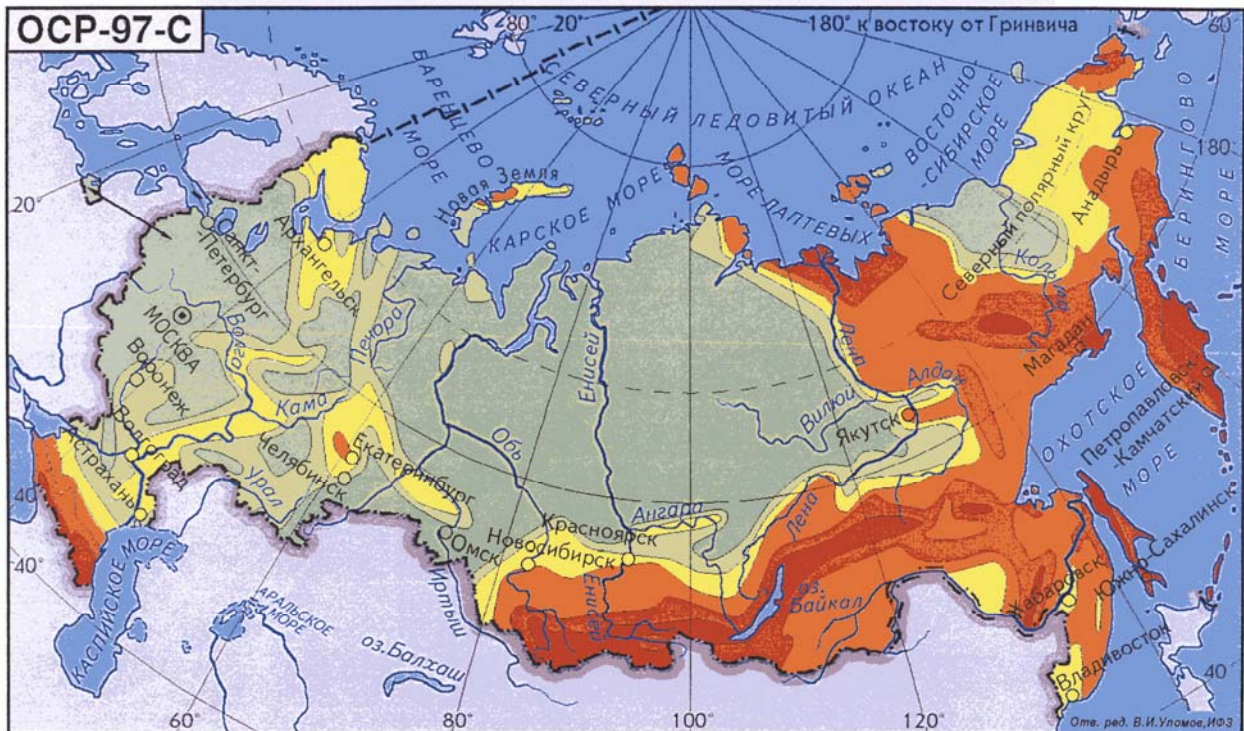 ОСР-97-С
80° 20°
180° к востоку от Гринвича
60
БАРЕНЦЕВО
МОРЕ
СЕВЕРНЫЙ ЛЕДОВИТЫЙ ОКЕАН
ВОСТОЧНО-
СИБИРСКОЕ
МОРЕ
БЕРИНГОВО
МОРЕ
180°
20°
Новая Земля
КАРСКОЕ МОРЕ
МОРЕ ЛАПТЕВЫХ
Северный полярный круг
Анадырь
Санкт-
Петербург
Архангельск
Печора
МОСКВА
Волга
Воронеж
Кама
Волгоград
Астрахань
Урал
Челябинск
Екатеринбург
Обь
Енисей
Лена
Вилюй
Алдан
Якутск
Колыма
Магадан
Петропавловск-
-Камчатский
ОХОТСКОЕ
МОРЕ
40°
40°
Омск
Иртыш
Новосибирск
Красноярск
Ангара
Енисей
Лена
оз.
Байкал
Хабаровск
Южно-Сахалинск
Владивосток
КАСПИЙСКОЕ МОРЕ
АРАЛЬСКОЕ
МОРЕ
оз.Балхаш
60°
80°
100°
120°
40
Отв. ред. В.И.Уломов,ИФЗ